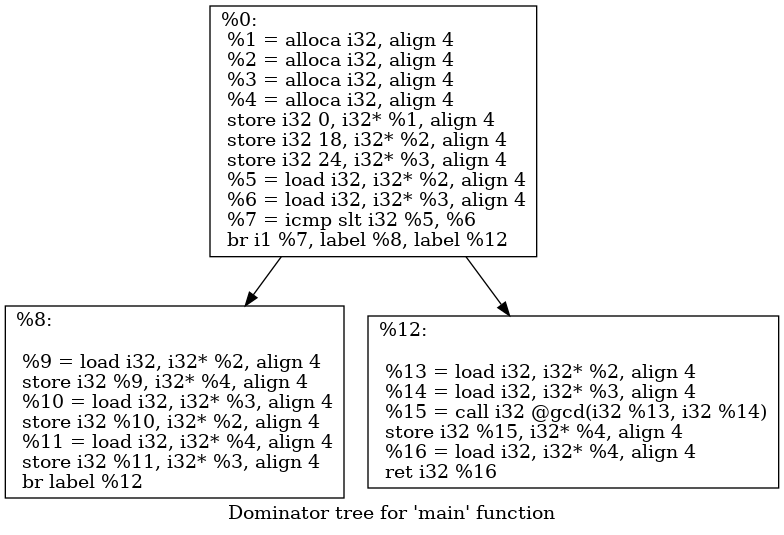 %0:
%1 = alloca i32, align 4
%2 = alloca i32, align 4
%3 = alloca i32, align 4
%4 = alloca i32, align 4
store i32 0, i32* %1, align 4
store i32 18, i32* %2, align 4
store i32 24, i32* %3, align 4
%5 = load i32, i32* %2, align 4
%6 = load i32, i32* %3, align 4
%7 = icmp slt i32 %5, %6
br i1 %7, label %8, label %12
%8:
%9 = load i32, i32* %2, align 4
store i32 %9, i32* %4, align 4
%10 = load i32, i32* %3, align 4
store i32 %10, i32* %2, align 4
%11 = load i32, i32* %4, align 4
store i32 %11, i32* %3, align 4
br label %12
%12:
%13 = load i32, i32* %2, align 4
%14 = load i32, i32* %3, align 4
%15 = call i32 @gcd(i32 %13, i32 %14)
store i32 %15, i32* %4, align 4
%16 = load i32, i32* %4, align 4
ret i32 %16
Dominator tree for 'main' function